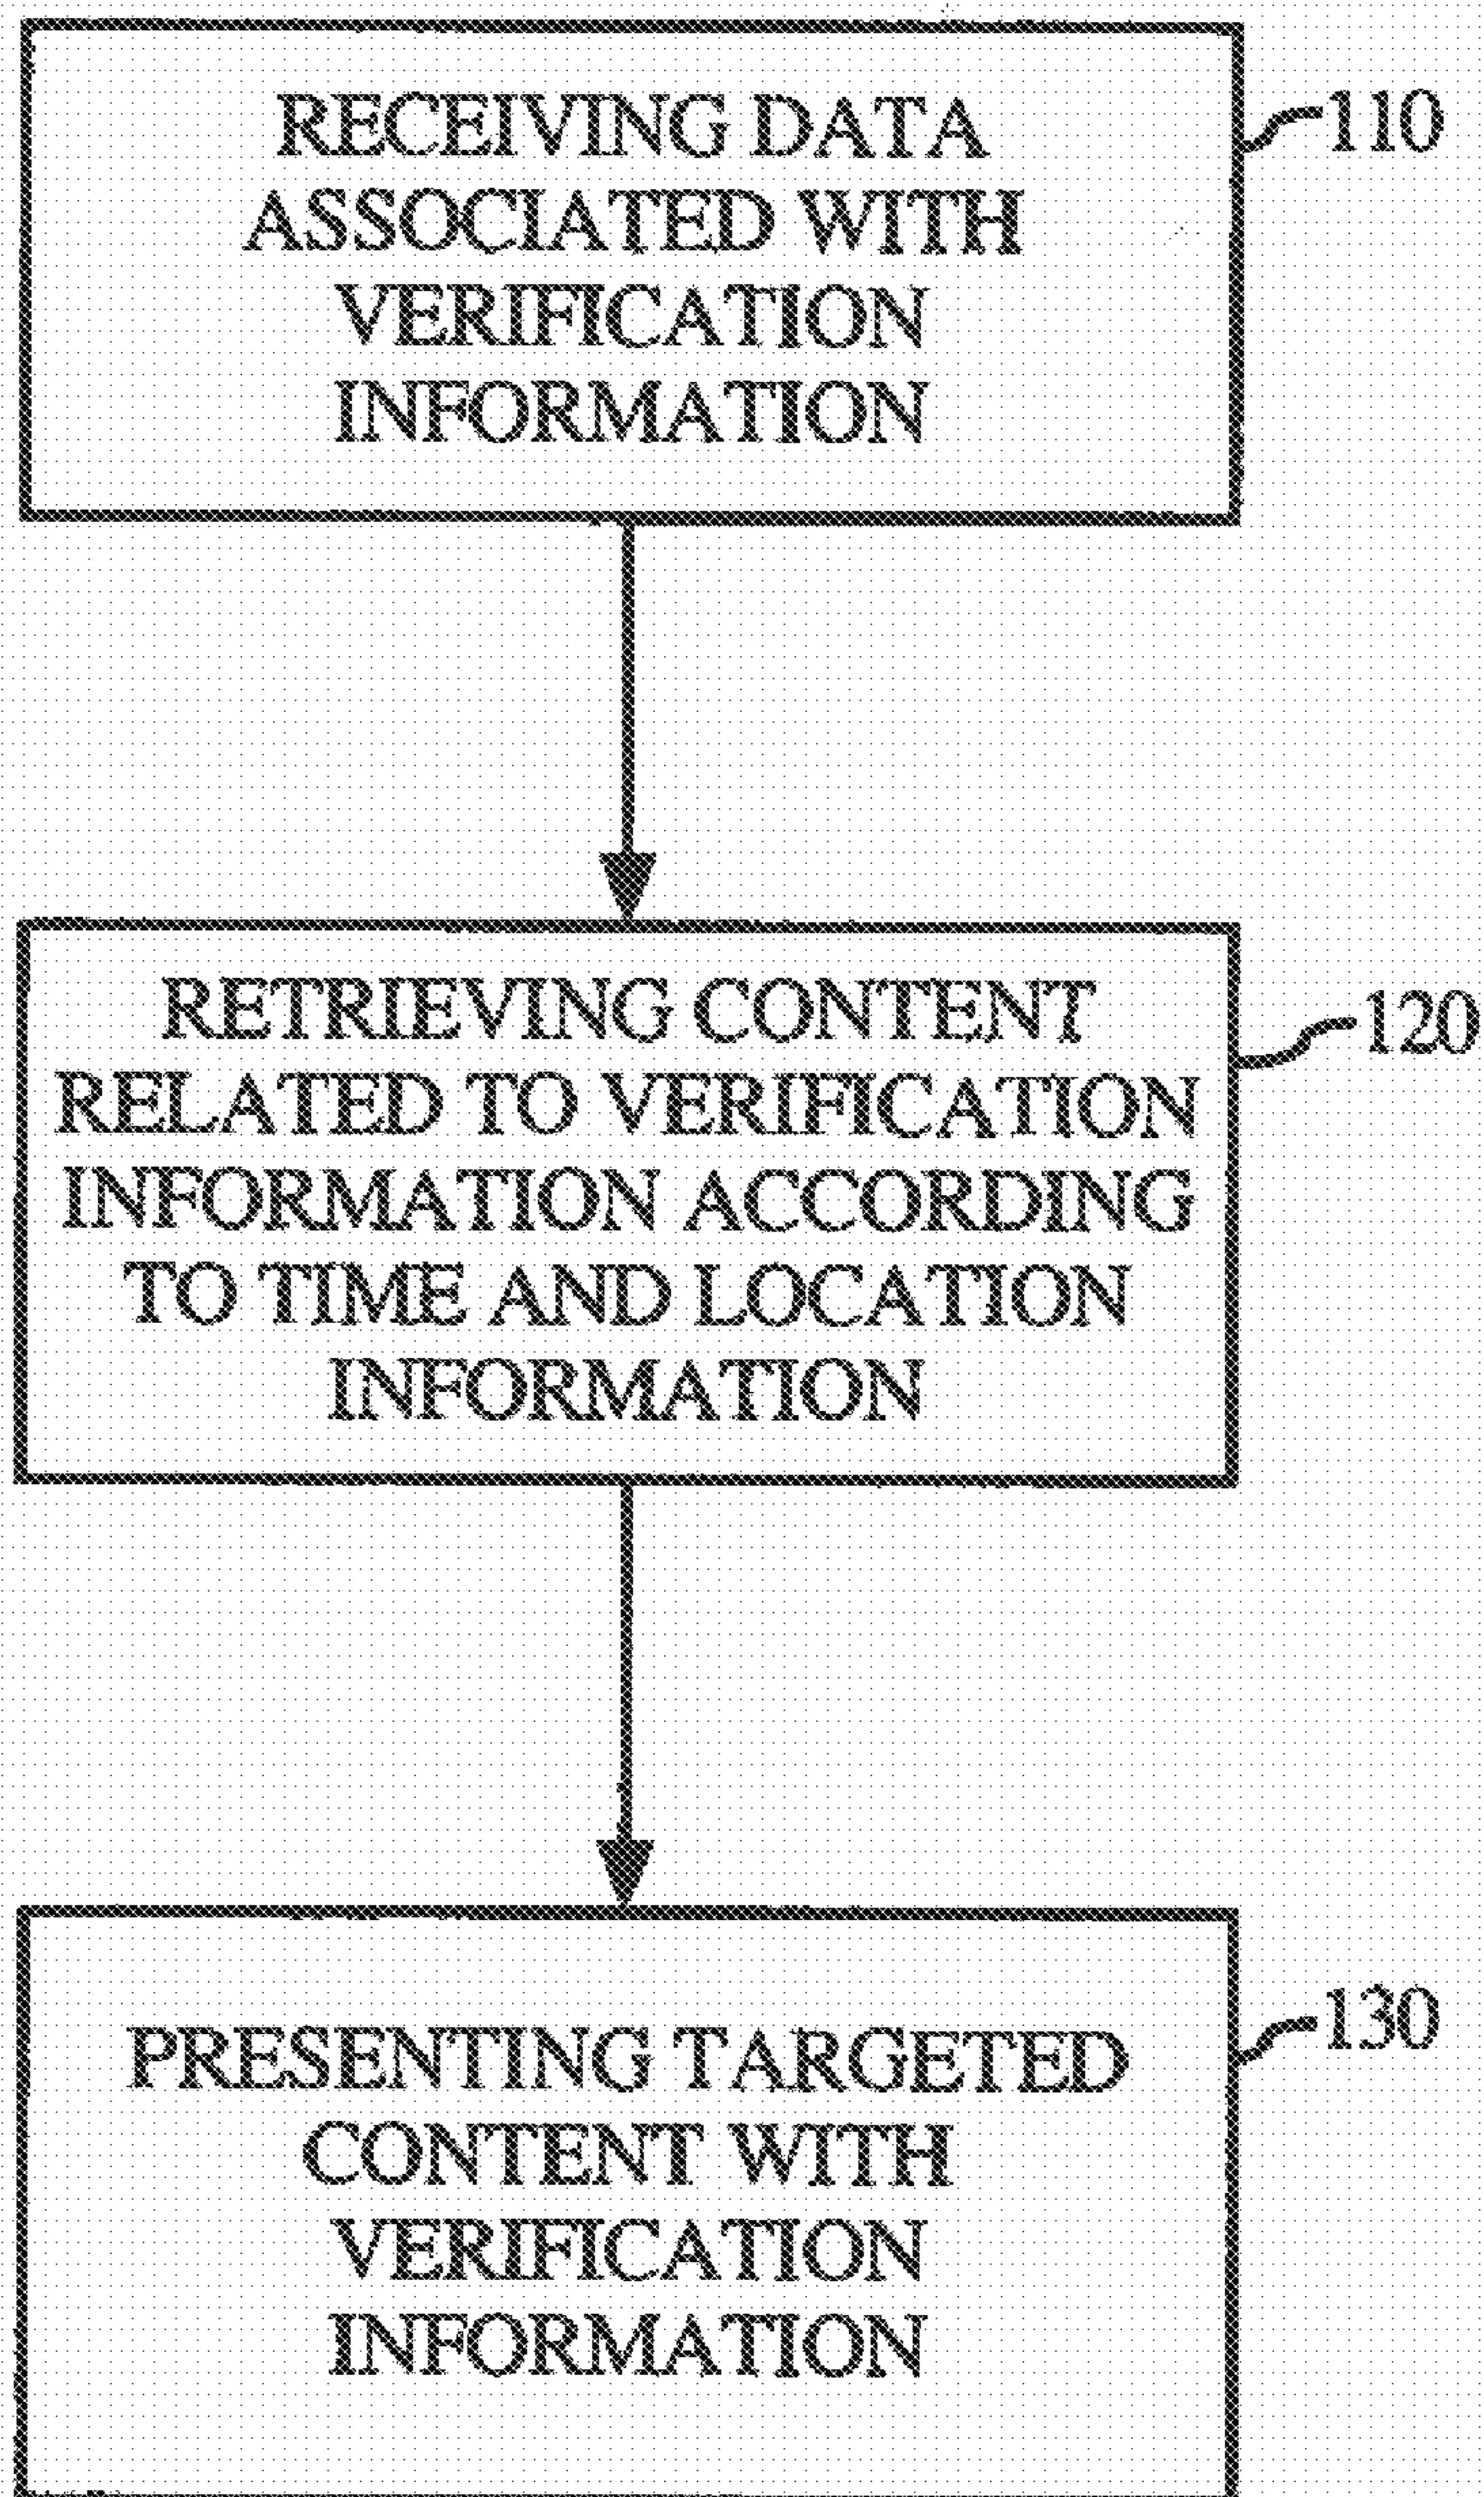 RECEIVING DATA
ASSOCIATED WITH
VERIFICATION
INFORMATION
110
RETRIEVING CONTENT
RELATED TO VERIFICATION
INFORMATION ACCORDING
TO TIME AND LOCATION
INFORMATION
120
PRESENTING TARGETED
CONTENT WITH
VERIFICATION
INFORMATION
130